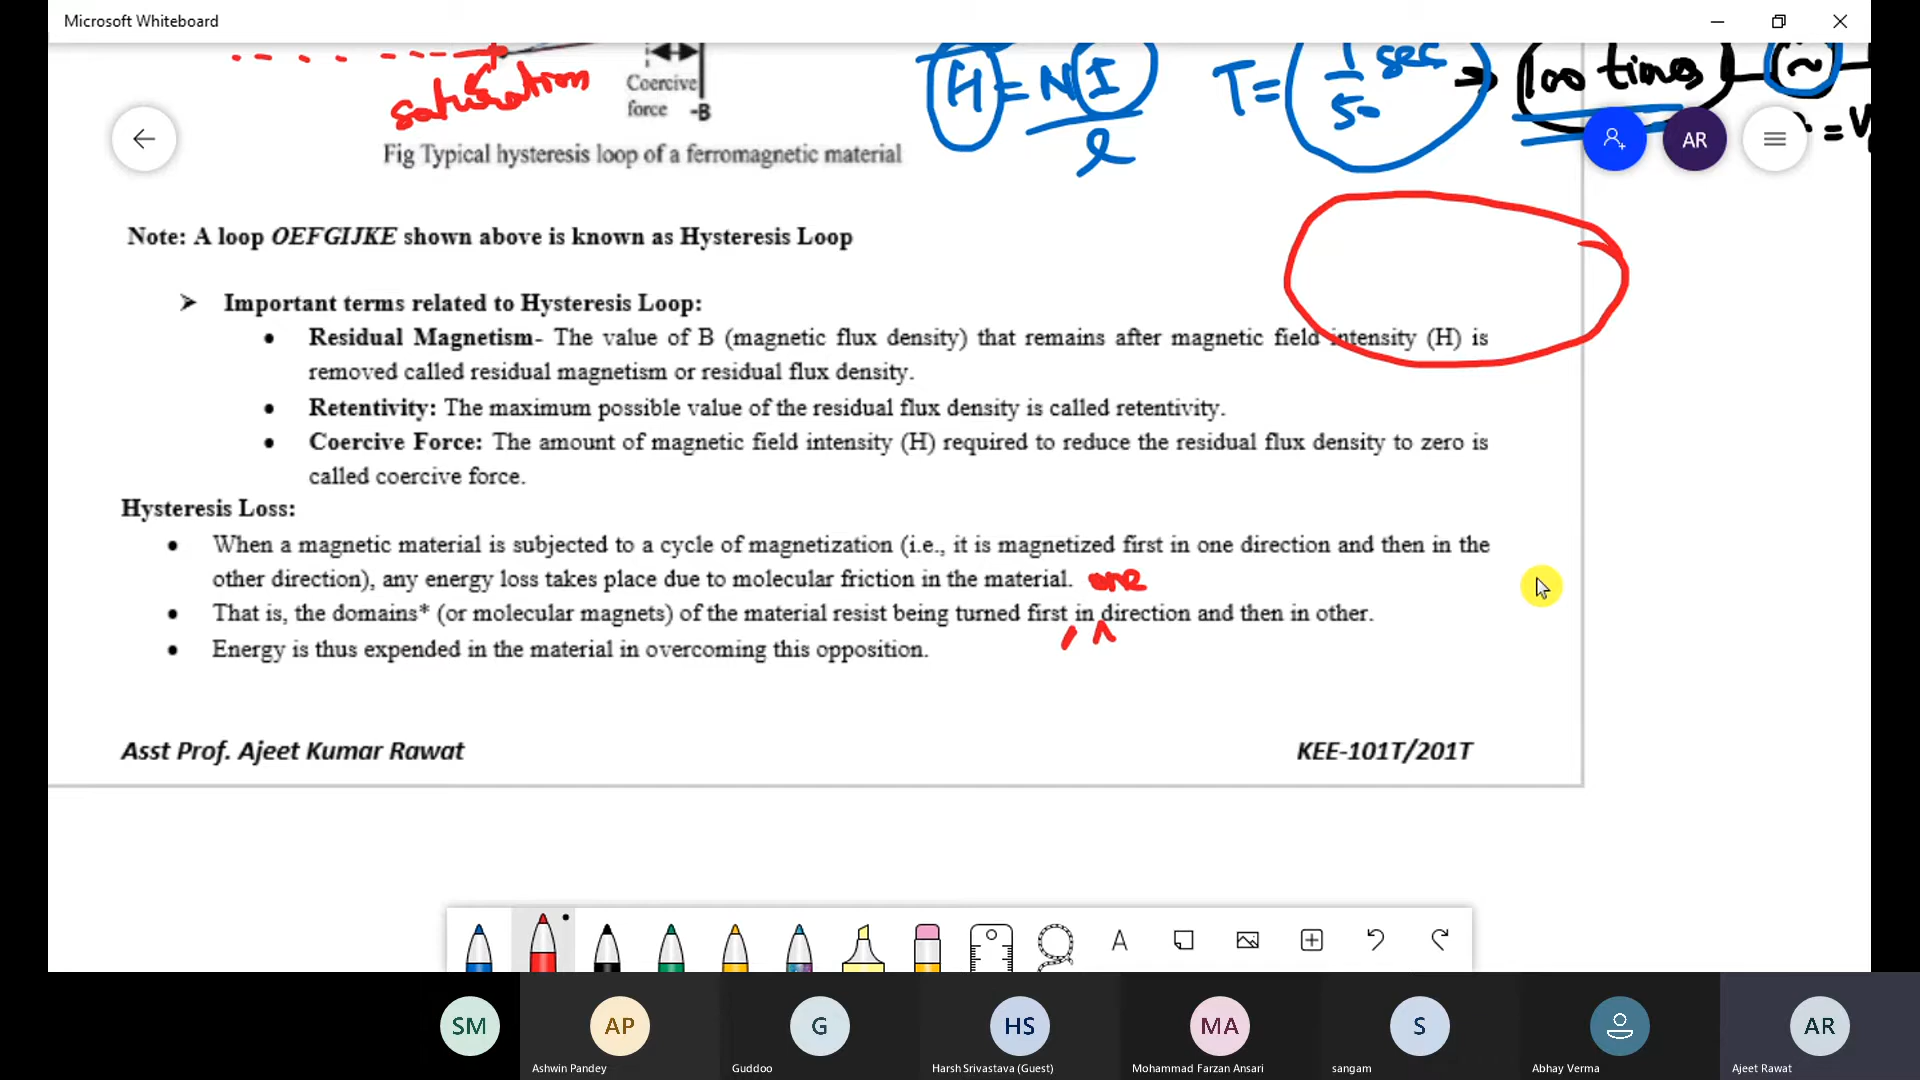 Microsoft Whiteboard
saturation
Coercive
force -B
H = NI
l
T = 1 sec
50
100 times
= V
Fig Typical hysteresis loop of a ferromagnetic material
AR
Note: A loop OEFGIJKE shown above is known as Hysteresis Loop
➤ Important terms related to Hysteresis Loop:
• Residual Magnetism- The value of B (magnetic flux density) that remains after magnetic field intensity (H) is
removed called residual magnetism or residual flux density.
• Retentivity: The maximum possible value of the residual flux density is called retentivity.
• Coercive Force: The amount of magnetic field intensity (H) required to reduce the residual flux density to zero is
called coercive force.
Hysteresis Loss:
• When a magnetic material is subjected to a cycle of magnetization (i.e., it is magnetized first in one direction and then in the
other direction), any energy loss takes place due to molecular friction in the material. one
• That is, the domains* (or molecular magnets) of the material resist being turned first in direction and then in other.
• Energy is thus expended in the material in overcoming this opposition.
Asst Prof. Ajeet Kumar Rawat KEE-101T/201T
A
SM AP G HS MA S AR
Ashwin Pandey Guddoo Harsh Srivastava (Guest) Mohammad Farzan Ansari sangam Abhay Verma Ajeet Rawat